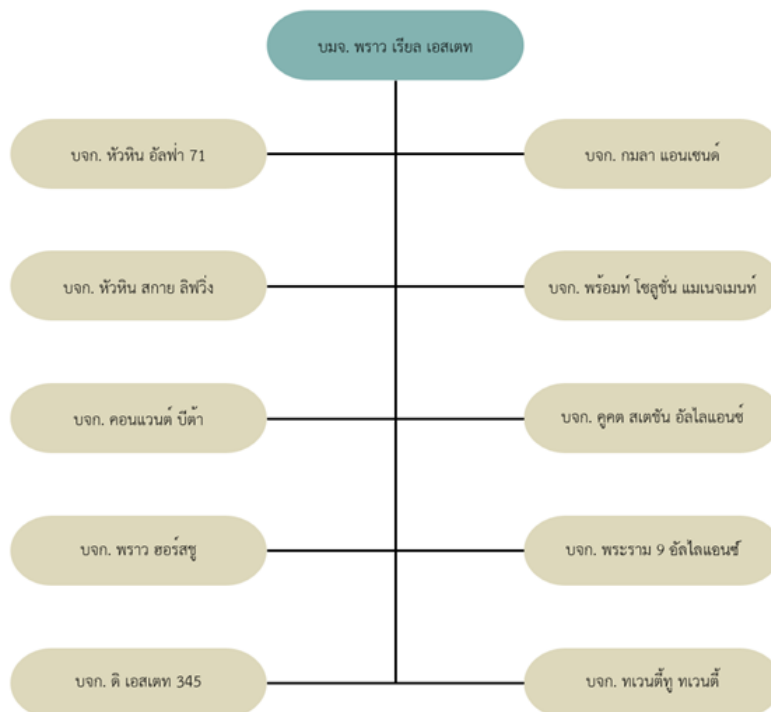 บมจ. พราว เรียล เอสเตท
บจก. หัวหิน อัลฟ่า 71
บจก. กมลา แอนเชนด์
บจก. หัวหิน สกาย ลิฟวิ่ง
บจก. พร้อมท์ โซลูชั่น แมเนจเมนท์
บจก. คอนแวนต์ บีต้า
บจก. คูคต สเตชัน อัลไลแอนซ์
บจก. พราว ฮอร์สชู
บจก. พระราม 9 อัลไลแอนซ์
บจก. ดิ เอสเตท 345
บจก. ทเวนตี้ทู ทเวนตี้